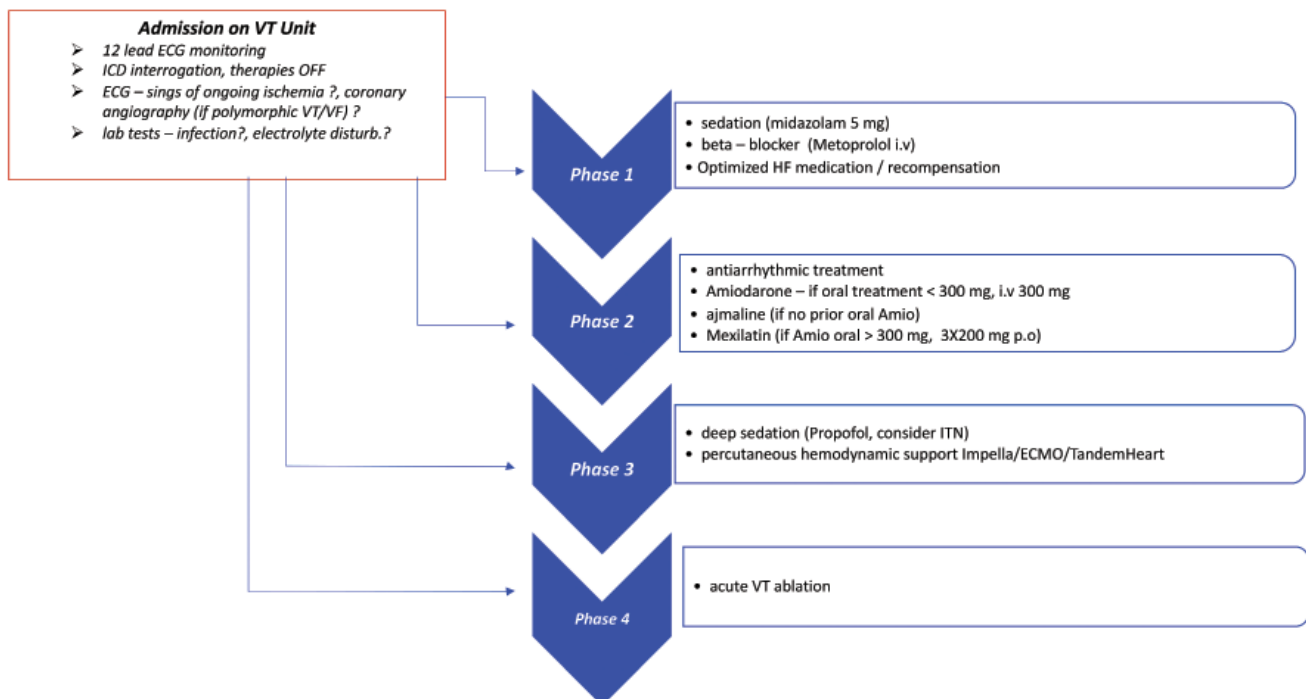 Admission on VT Unit
➤ 12 lead ECG monitoring
➤ ICD interrogation, therapies OFF
➤ ECG – sings of ongoing ischemia ?, coronary
angiography (if polymorphic VT/VF) ?
➤ lab tests – infection?, electrolyte disturb.?
Phase 1
• sedation (midazolam 5 mg)
• beta – blocker (Metoprolol i.v)
• Optimized HF medication / recompensation
Phase 2
• antiarrhythmic treatment
• Amiodarone – if oral treatment < 300 mg, i.v 300 mg
• ajmaline (if no prior oral Amio)
• Mexilatin (if Amio oral > 300 mg, 3X200 mg p.o)
Phase 3
• deep sedation (Propofol, consider ITN)
• percutaneous hemodynamic support Impella/ECMO/TandemHeart
Phase 4
• acute VT ablation